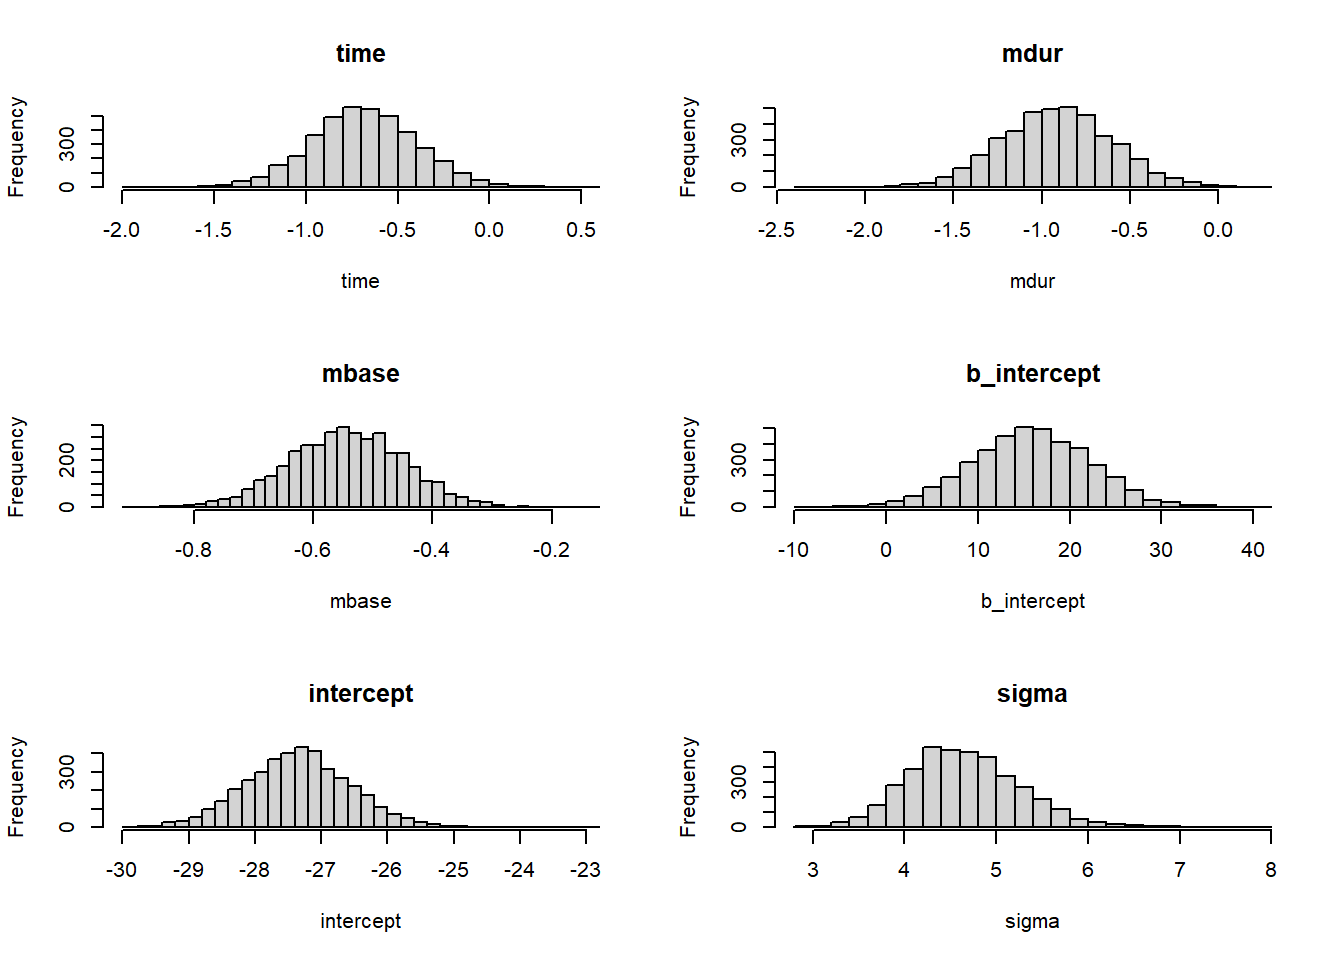 time
Frequency
0 300
-2.0 -1.5 -1.0 -0.5 0.0 0.5
time
mdur
Frequency
0 300
-2.5 -2.0 -1.5 -1.0 -0.5 0.0
mdur
mbase
Frequency
0 200
-0.8 -0.6 -0.4 -0.2
mbase
b_intercept
Frequency
0 300
-10 0 10 20 30 40
b_intercept
intercept
Frequency
0 300
-30 -29 -28 -27 -26 -25 -24 -23
intercept
sigma
Frequency
0 300
3 4 5 6 7 8
sigma